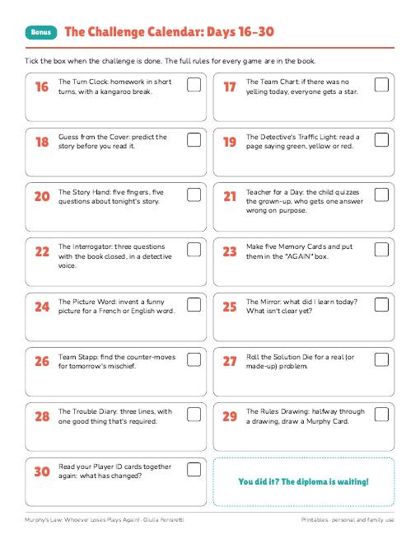 Bonus
The Challenge Calendar: Days 16–30
Tick the box when the challenge is done. The full rules for every game are in the book.
16
The Turn Clock: homework in short
turns, with a kangaroo break.
17
The Team Chart: if there was no
yelling today, everyone gets a star.
18
Guess from the Cover: predict the
story before you read it.
19
The Detective's Traffic Light: read a
page saying green, yellow or red.
20
The Story Hand: five fingers, five
questions about tonight's story.
21
Teacher for a Day: the child quizzes
the grown-up, who gets one answer
wrong on purpose.
22
The Interrogator: three questions
with the book closed, in a detective
voice.
23
Make five Memory Cards and put
them in the "AGAIN" box.
24
The Picture Word: invent a funny
picture for a French or English word.
25
The Mirror: what did I learn today?
What isn't clear yet?
26
Team Stapp: find the counter-moves
for tomorrow's mischief.
27
Roll the Solution Die for a real (or
made-up) problem.
28
The Trouble Diary: three lines, with
one good thing that's required.
29
The Rules Drawing: halfway through
a drawing, draw a Murphy Card.
30
Read your Player ID cards together
again: what has changed?
You did it? The diploma is waiting!
Murphy's Law: Whoever Loses Plays Again! · Giulia
Printables · personal and family use